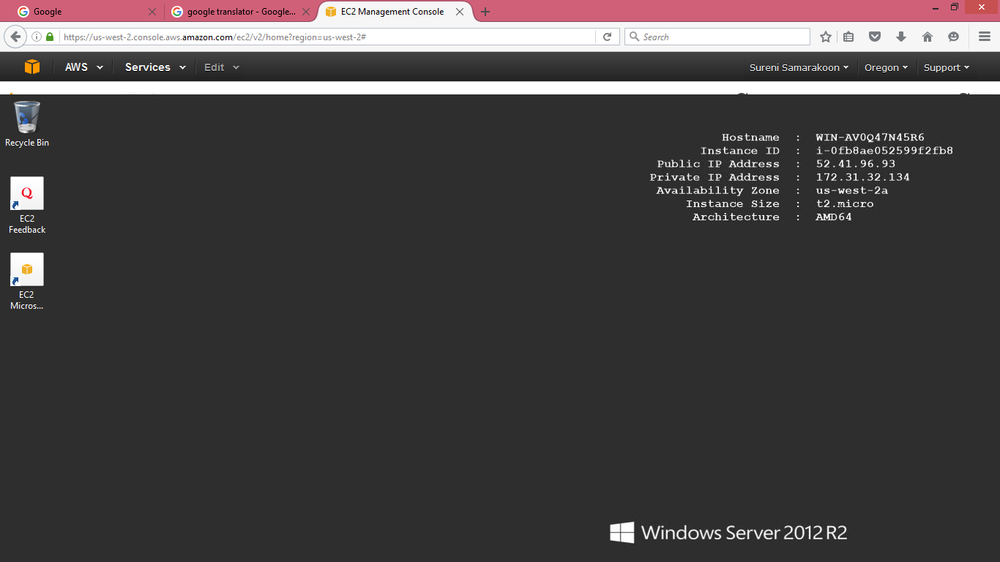 Google
google translator - Google...
EC2 Management Console
https://us-west-2.console.aws.amazon.com/ec2/v2/home?region=us-west-2#
Search
AWS Services Edit Sureni Samarakoon Oregon Support
Recycle Bin
EC2
Feedback
EC2
Micros...
Hostname : WIN-AV0Q47N45R6
Instance ID : i-0fb8ae052599f2fb8
Public IP Address : 52.41.96.93
Private IP Address : 172.31.32.134
Availability Zone : us-west-2a
Instance Size : t2.micro
Architecture : AMD64
Windows Server 2012 R2